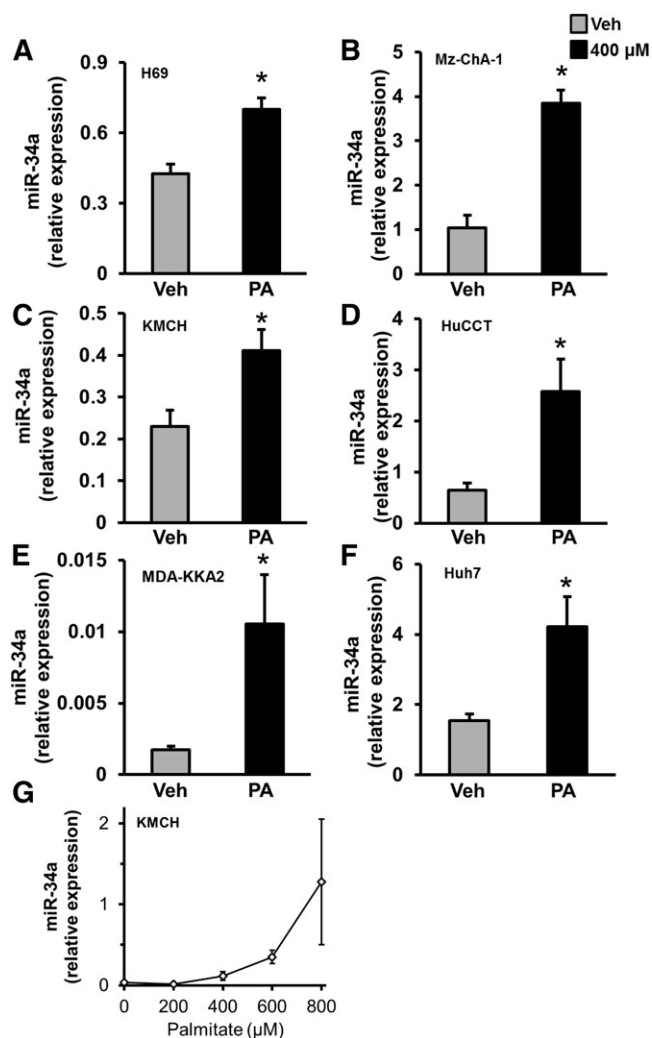 Veh
400 µM
A
H69
*
miR-34a
(relative expression)
0.9
0.6
0.3
0
Veh PA
B
Mz-ChA-1
*
miR-34a
(relative expression)
5
4
3
2
1
0
Veh PA
C
KMCH
*
miR-34a
(relative expression)
0.5
0.4
0.3
0.2
0.1
0
Veh PA
D
HuCCT
*
miR-34a
(relative expression)
4
3
2
1
0
Veh PA
E
MDA-KKA2
*
miR-34a
(relative expression)
0.015
0.01
0.005
0
Veh PA
F
Huh7
*
miR-34a
(relative expression)
6
4
2
0
Veh PA
G
KMCH
miR-34a
(relative expression)
2
1
0
0 200 400 600 800
Palmitate (µM)